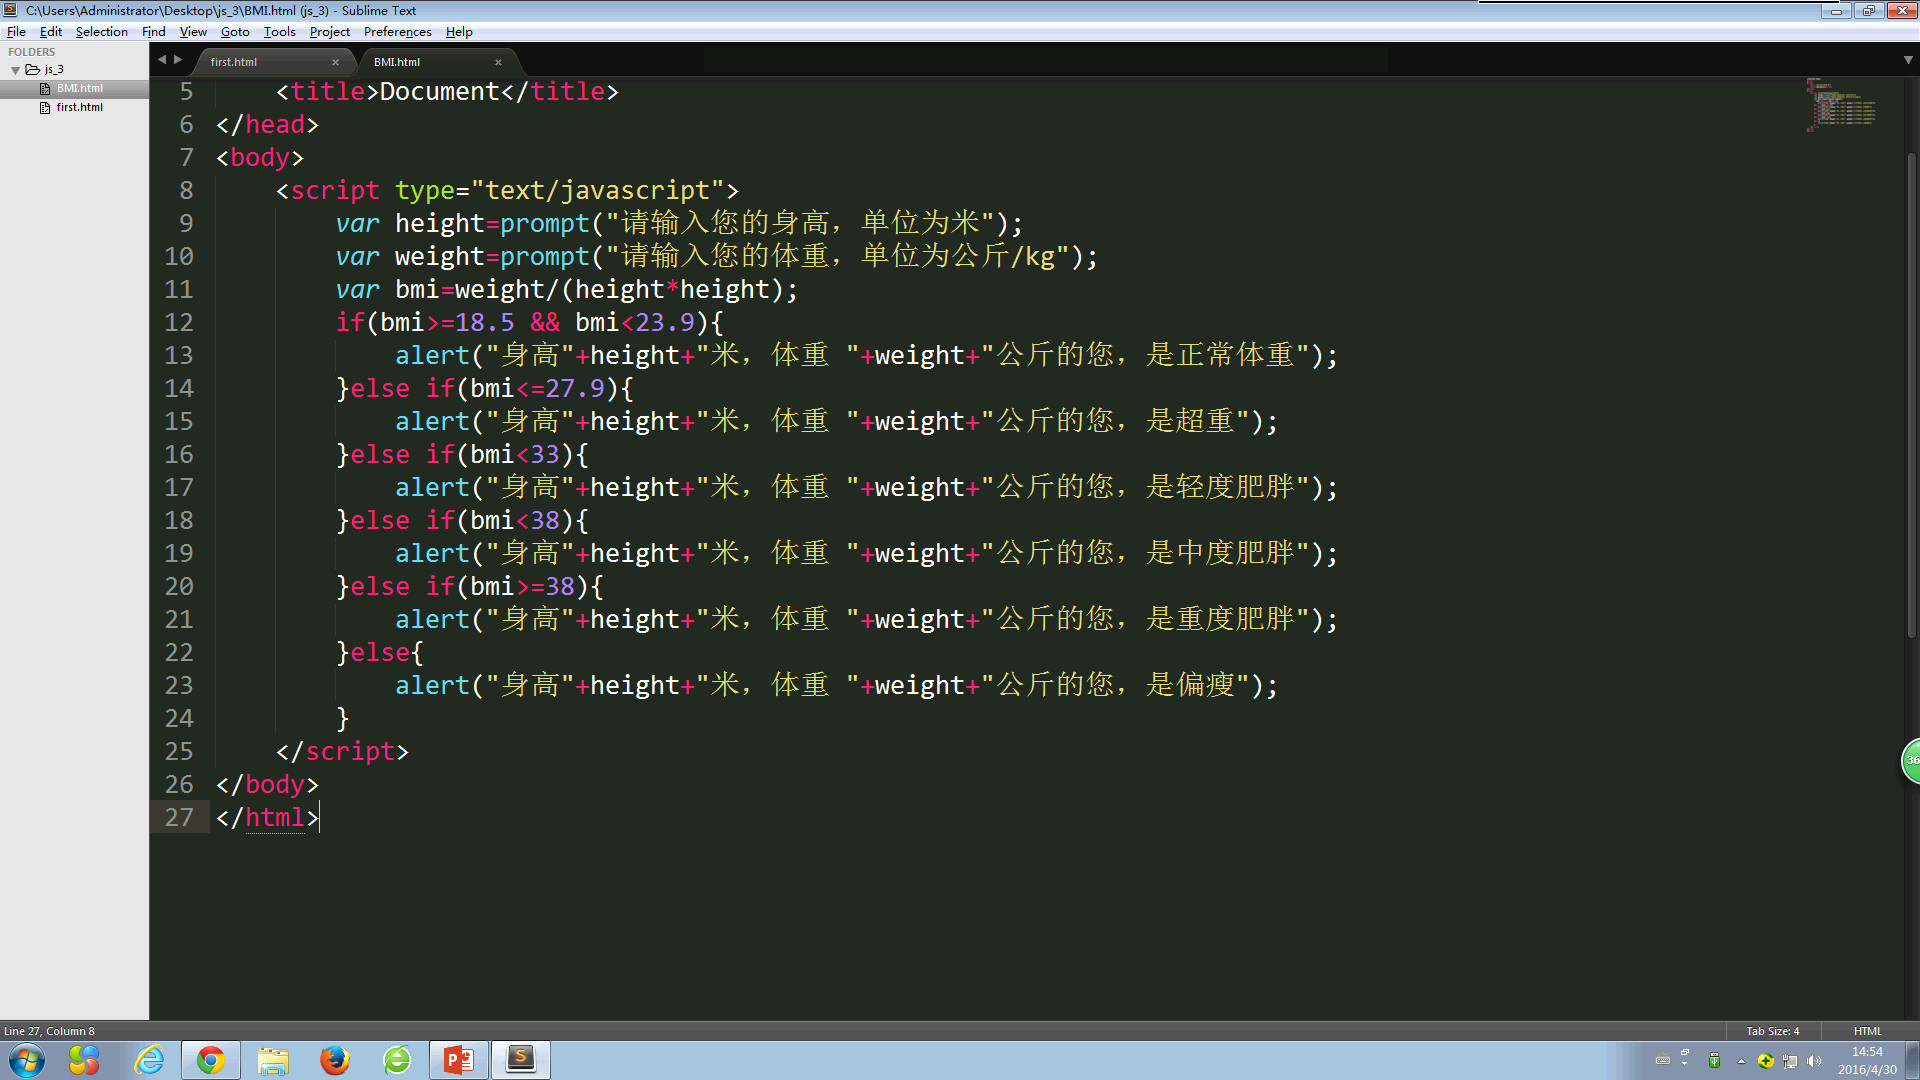 C:\Users\Administrator\Desktop\js_3\BMI.html (js_3) - Sublime Text
File Edit Selection Find View Goto Tools Project Preferences Help
FOLDERS
js_3
BMI.html
first.html
first.html BMI.html
5 <title>Document</title>
6 </head>
7 <body>
8 <script type="text/javascript">
9 var height=prompt("请输入您的身高，单位为米");
10 var weight=prompt("请输入您的体重，单位为公斤/kg");
11 var bmi=weight/(height*height);
12 if(bmi>=18.5 && bmi<23.9){
13 alert("身高"+height+"米，体重 "+weight+"公斤的您，是正常体重");
14 }else if(bmi<=27.9){
15 alert("身高"+height+"米，体重 "+weight+"公斤的您，是超重");
16 }else if(bmi<33){
17 alert("身高"+height+"米，体重 "+weight+"公斤的您，是轻度肥胖");
18 }else if(bmi<38){
19 alert("身高"+height+"米，体重 "+weight+"公斤的您，是中度肥胖");
20 }else if(bmi>=38){
21 alert("身高"+height+"米，体重 "+weight+"公斤的您，是重度肥胖");
22 }else{
23 alert("身高"+height+"米，体重 "+weight+"公斤的您，是偏瘦");
24 }
25 </script>
26 </body>
27 </html>
36
Line 27, Column 8 Tab Size: 4 HTML
14:54
2016/4/30